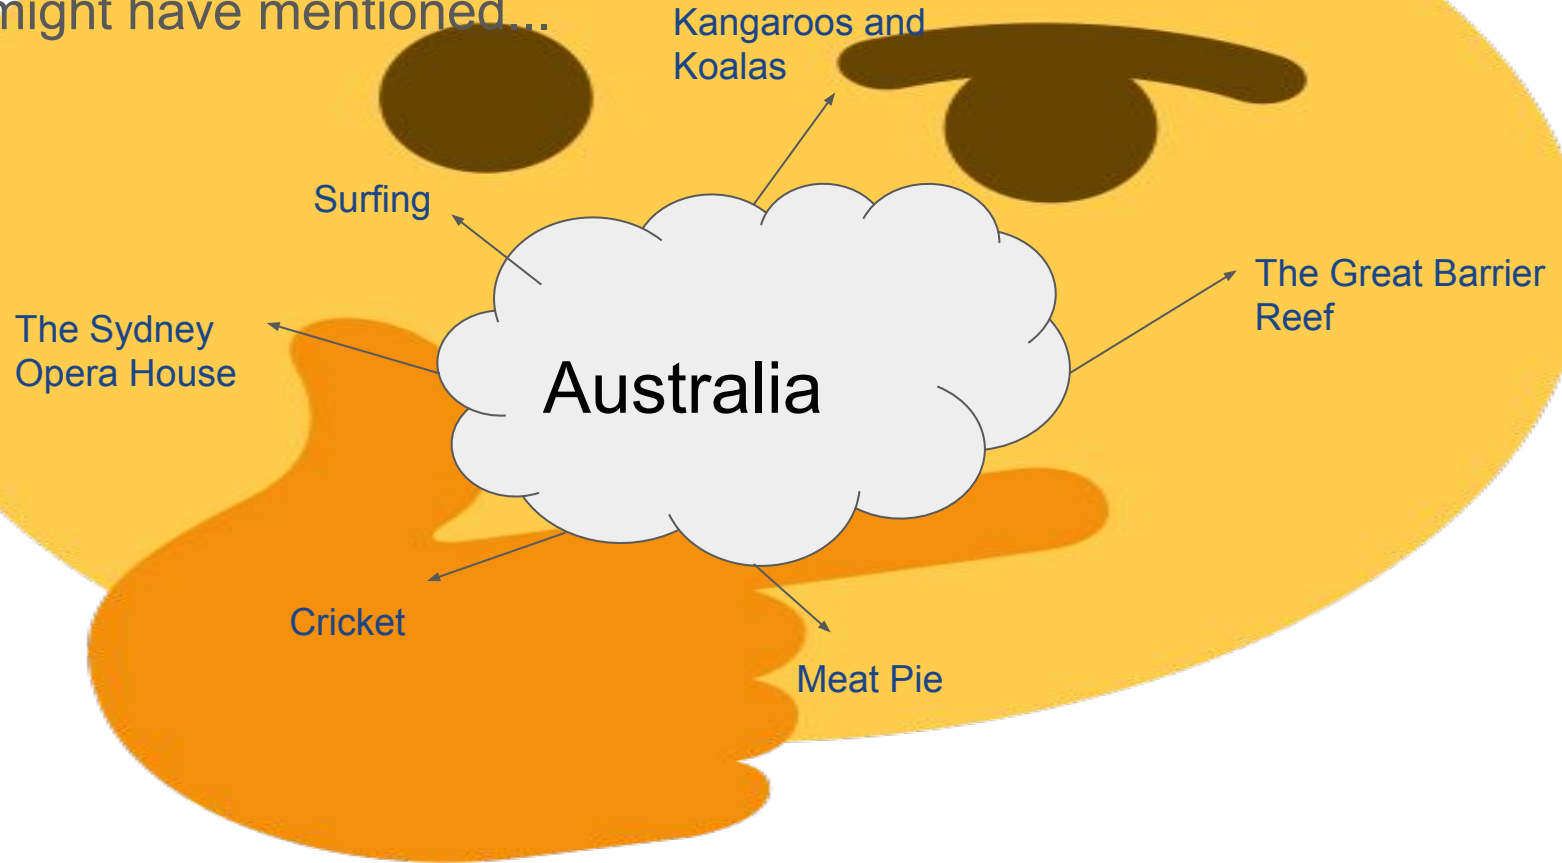 might have mentioned...
Kangaroos and
Koalas
Surfing
The Great Barrier
Reef
The Sydney
Opera House
Australia
Cricket
Meat Pie